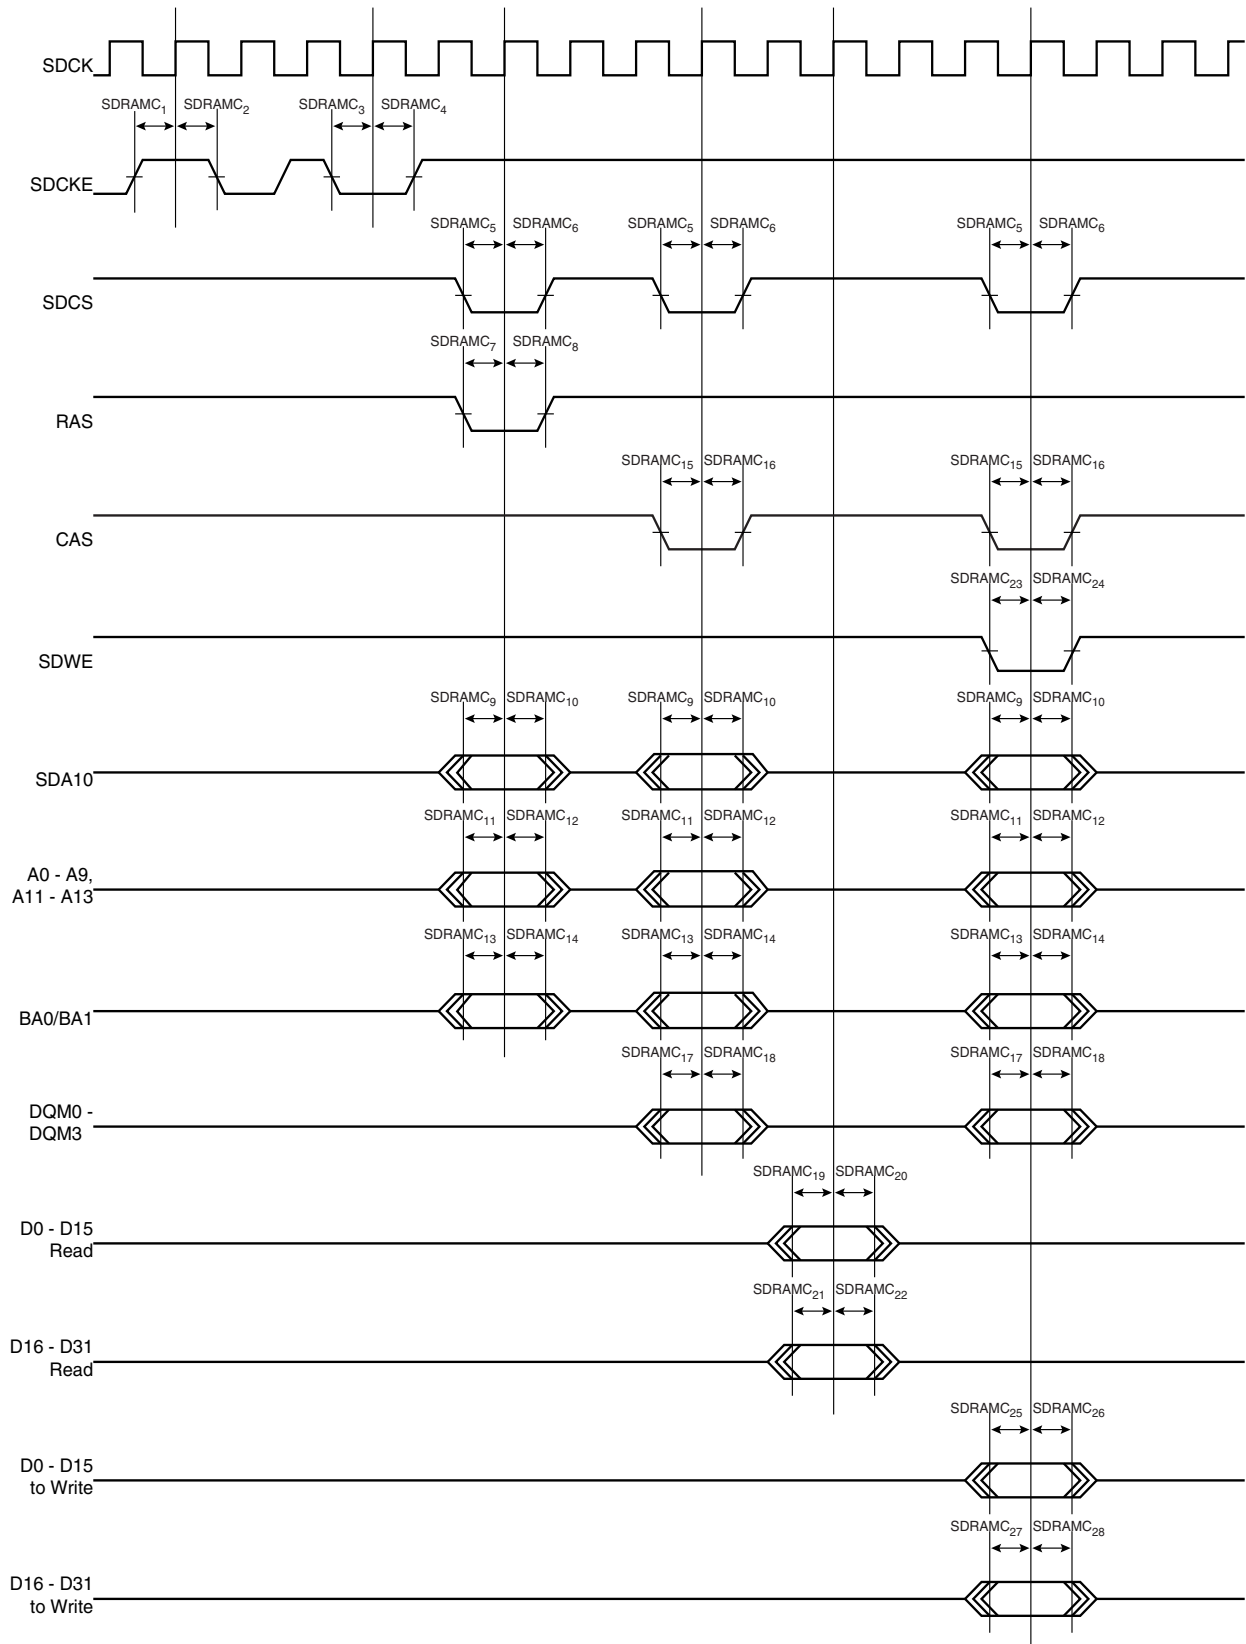 SDCK
SDRAMC1 SDRAMC2 SDRAMC3 SDRAMC4
SDCKE
SDRAMC5 SDRAMC6 SDRAMC5 SDRAMC6 SDRAMC5 SDRAMC6
SDCS
SDRAMC7 SDRAMC8
RAS
SDRAMC15 SDRAMC16 SDRAMC15 SDRAMC16
CAS
SDRAMC23 SDRAMC24
SDWE
SDRAMC9 SDRAMC10 SDRAMC9 SDRAMC10 SDRAMC9 SDRAMC10
SDA10
SDRAMC11 SDRAMC12 SDRAMC11 SDRAMC12 SDRAMC11 SDRAMC12
A0 - A9,
A11 - A13
SDRAMC13 SDRAMC14 SDRAMC13 SDRAMC14 SDRAMC13 SDRAMC14
BA0/BA1
SDRAMC17 SDRAMC18 SDRAMC17 SDRAMC18
DQM0 -
DQM3
SDRAMC19 SDRAMC20
D0 - D15
Read
SDRAMC21 SDRAMC22
D16 - D31
Read
SDRAMC25 SDRAMC26
D0 - D15
to Write
SDRAMC27 SDRAMC28
D16 - D31
to Write